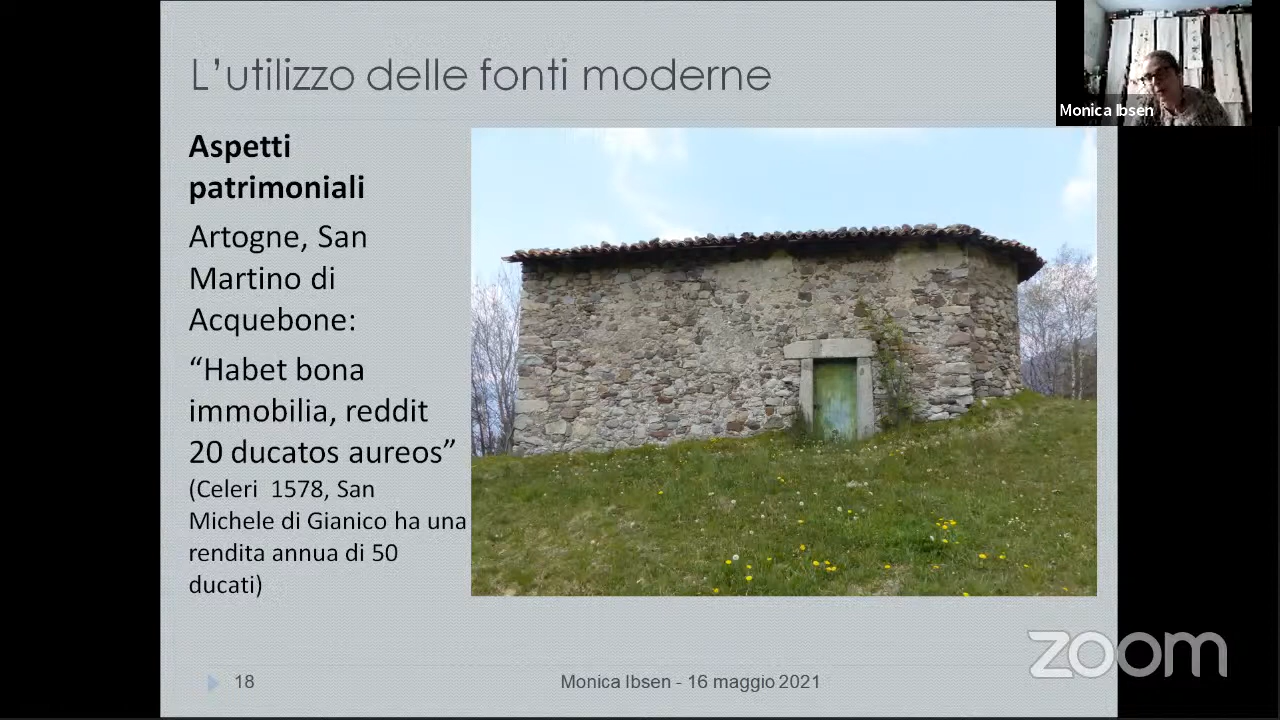 L’utilizzo delle fonti moderne
Monica Ibsen
Aspetti
patrimoniali
Artogne, San
Martino di
Acquebone:
“Habet bona
immobilia, reddit
20 ducatos aureos”
(Celeri 1578, San
Michele di Gianico ha una
rendita annua di 50
ducati)
zoom
18
Monica Ibsen - 16 maggio 2021